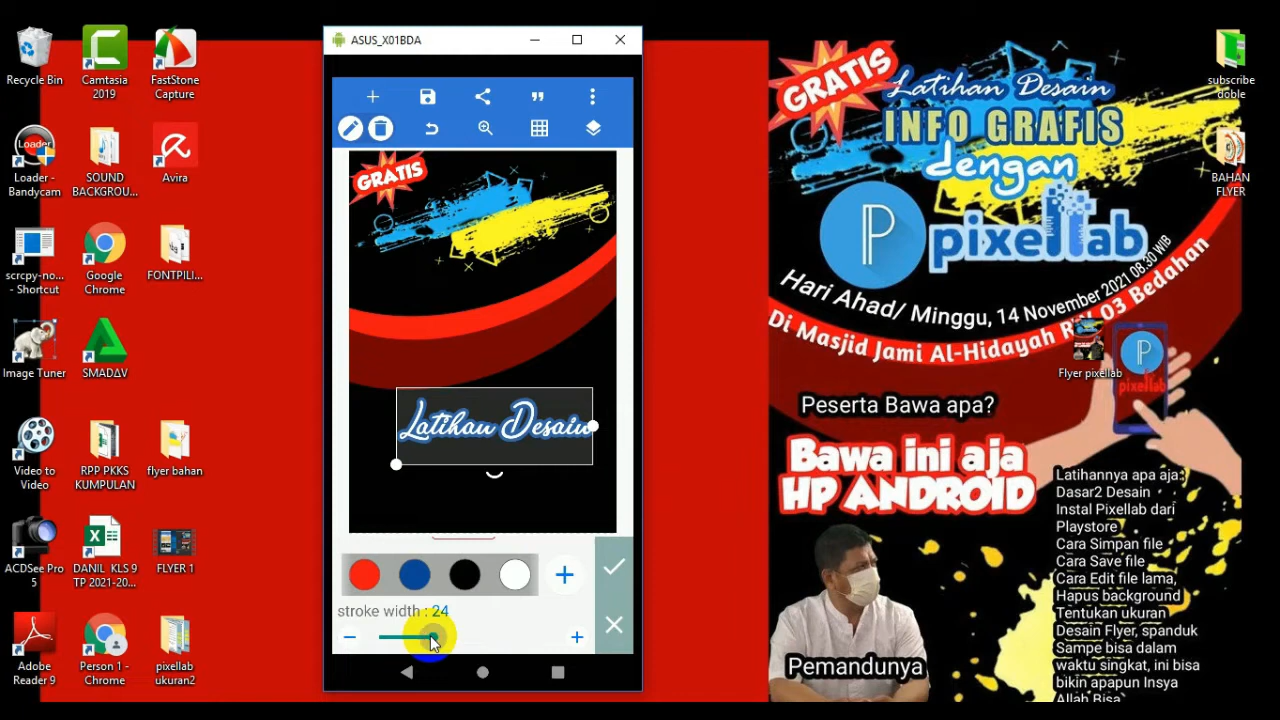 Recycle Bin
Camtasia
2019
FastStone
Capture
Loader
Loader -
Bandycam
SOUND
BACKGROU...
Avira
scrcpy-no...
- Shortcut
Google
Chrome
FONTPILI...
Image Tuner
SMADΔV
Video to
Video
RPP PKKS
KUMPULAN
flyer bahan
ACDSee Pro
5
DANIL KLS 9
TP 2021-20...
FLYER 1
Adobe
Reader 9
Person 1 -
Chrome
pixellab
ukuran2
ASUS_X01BDA
GRATIS
Latihan Desain
stroke width : 24
GRATIS
Latihan Desain
INFO GRAFIS
dengan
P
pixellab
Hari Ahad/ Minggu, 14 November 2021 08.30 WIB
Di Masjid Jami Al-Hidayah RW 03 Bedahan
P
pixellab
Flyer pixellab
Peserta Bawa apa?
Bawa ini aja
HP ANDROID
Latihannya apa aja:
Dasar2 Desain
Instal Pixellab dari
Playstore
Cara Simpan file
Cara Save file
Cara Edit file lama,
Hapus background
Tentukan ukuran
Desain Flyer, spanduk
Sampe bisa dalam
waktu singkat, ini bisa
bikin apapun Insya
Allah Bisa
Pemandunya
subscribe
doble
BAHAN
FLYER